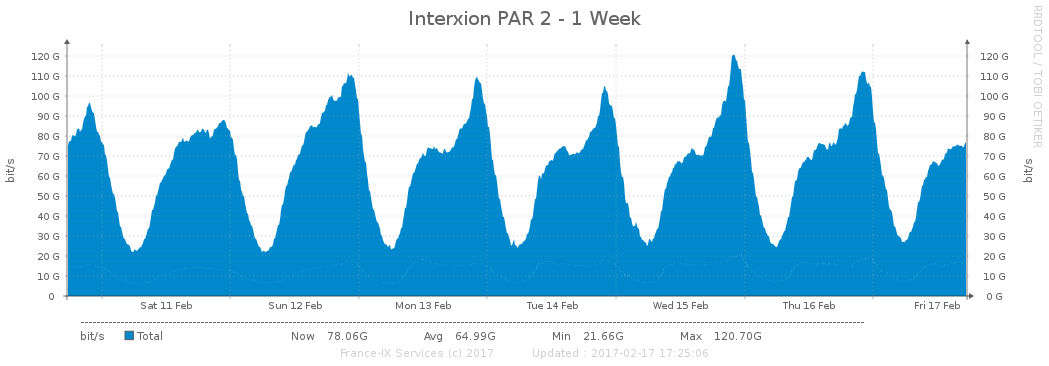 Interxion PAR 2 - 1 Week
RRDTOOL / TOBI OETIKER
bit/s
120 G
110 G
100 G
90 G
80 G
70 G
60 G
50 G
40 G
30 G
20 G
10 G
0
120 G
110 G
100 G
90 G
80 G
70 G
60 G
50 G
40 G
30 G
20 G
10 G
0 G
bit/s
Sat 11 Feb Sun 12 Feb Mon 13 Feb Tue 14 Feb Wed 15 Feb Thu 16 Feb Fri 17 Feb
bit/s Total Now 78.06G Avg 64.99G Min 21.66G Max 120.70G
France-IX Services (c) 2017 Updated : 2017-02-17 17:25:06